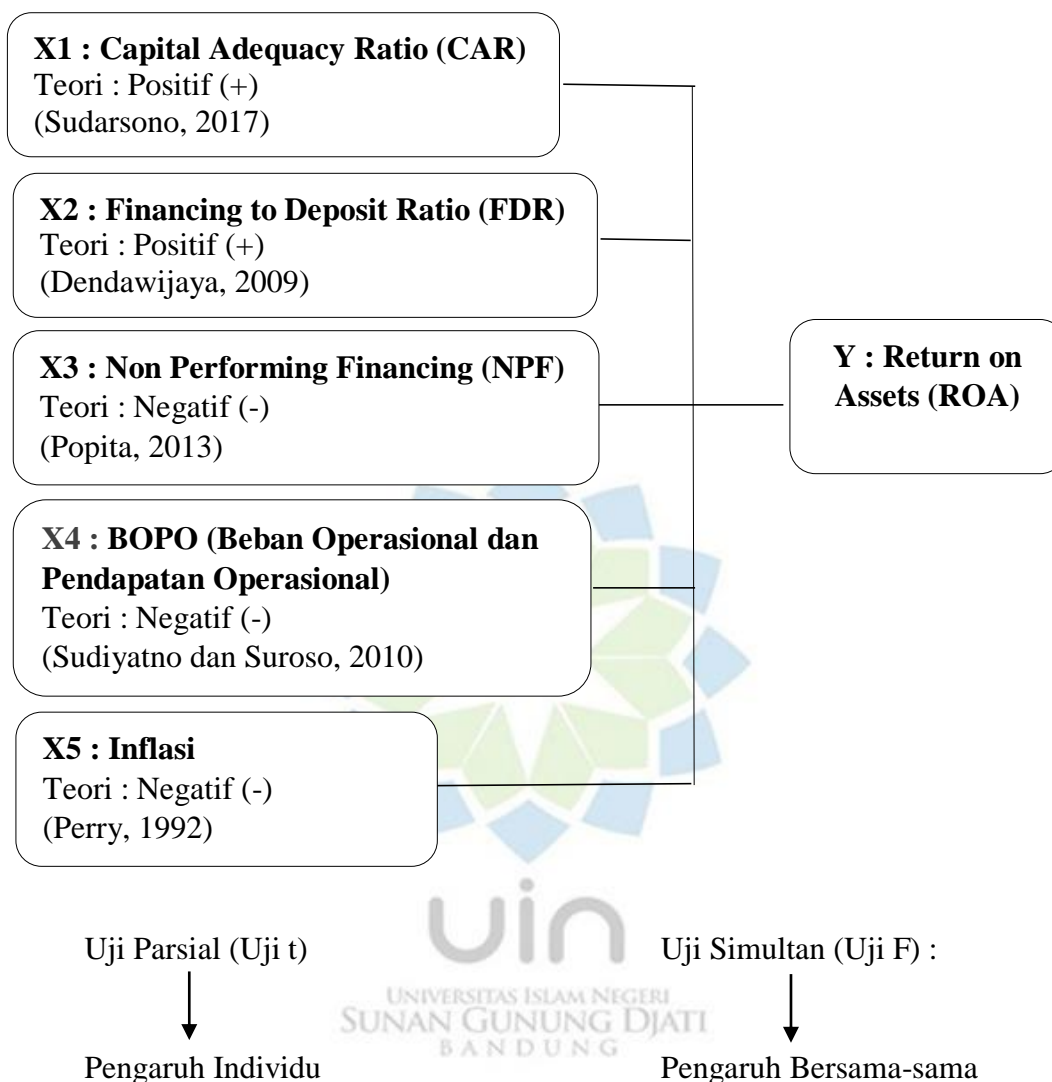 X1 : Capital Adequacy Ratio (CAR)
Teori : Positif (+)
(Sudarsono, 2017)
X2 : Financing to Deposit Ratio (FDR)
Teori : Positif (+)
(Dendawijaya, 2009)
X3 : Non Performing Financing (NPF)
Teori : Negatif (-)
(Popita, 2013)
Y : Return on
Assets (ROA)
X4 : BOPO (Beban Operasional dan
Pendapatan Operasional)
Teori : Negatif (-)
(Sudiyatno dan Suroso, 2010)
X5 : Inflasi
Teori : Negatif (-)
(Perry, 1992)
uin
Uji Parsial (Uji t)
Uji Simultan (Uji F) :
UNIVERSITAS ISLAM NEGERI
SUNAN GUNUNG DJATI
BANDUNG
Pengaruh Individu
Pengaruh Bersama-sama